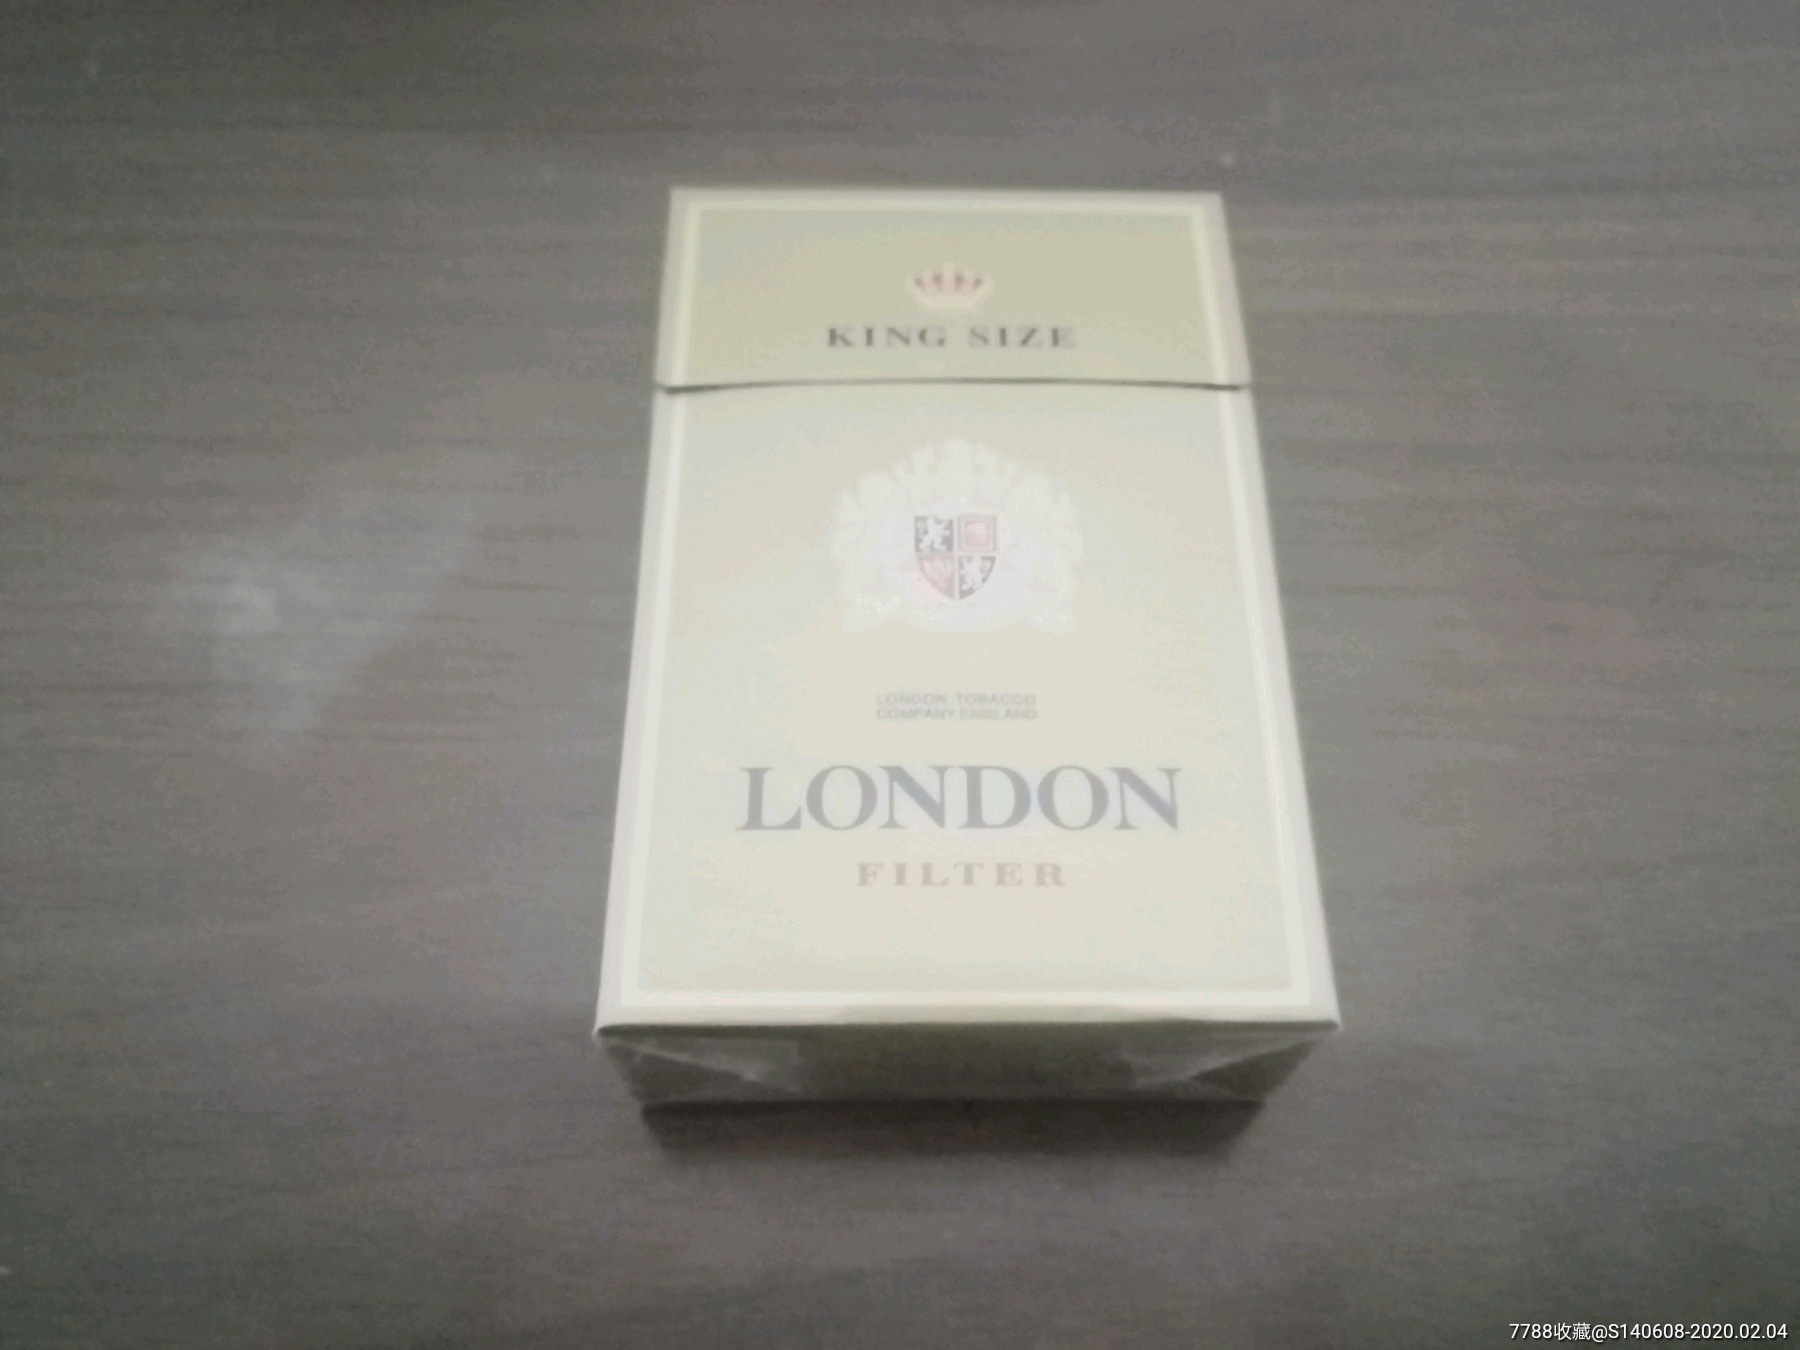 KING SIZE
LONDON TOBACCO
COMPANY ENGLAND
LONDON
FILTER
7788收藏@S140608-2020.02.04